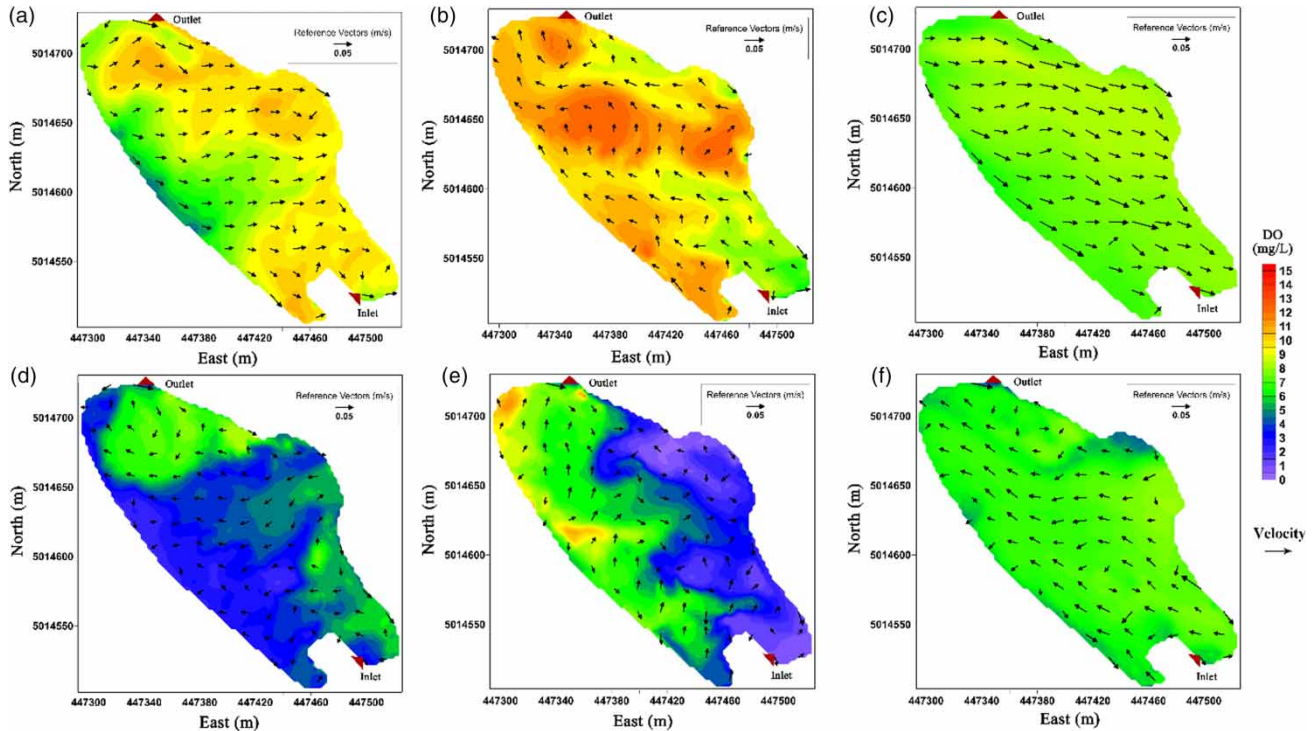 (a)
Outlet
Reference Vectors (m/s)
0.05
5014700
5014650
5014600
5014550
North (m)
Inlet
447300 447340 447380 447420 447460 447500
East (m)
(b)
Outlet
Reference Vectors (m/s)
0.05
5014700
5014650
5014600
5014550
North (m)
Inlet
447300 447340 447380 447420 447460 447500
East (m)
(c)
Outlet
Reference Vectors (m/s)
0.05
5014700
5014650
5014600
5014550
North (m)
Inlet
447300 447340 447380 447420 447460 447500
East (m)
DO
(mg/L)
15
14
13
12
11
10
9
8
7
6
5
4
3
2
1
0
Velocity
(d)
Outlet
Reference Vectors (m/s)
0.05
5014700
5014650
5014600
5014550
North (m)
Inlet
447300 447340 447380 447420 447460 447500
East (m)
(e)
Outlet
Reference Vectors (m/s)
0.05
5014700
5014650
5014600
5014550
North (m)
Inlet
447300 447340 447380 447420 447460 447500
East (m)
(f)
Outlet
Reference Vectors (m/s)
0.05
5014700
5014650
5014600
5014550
North (m)
Inlet
447300 447340 447380 447420 447460 447500
East (m)